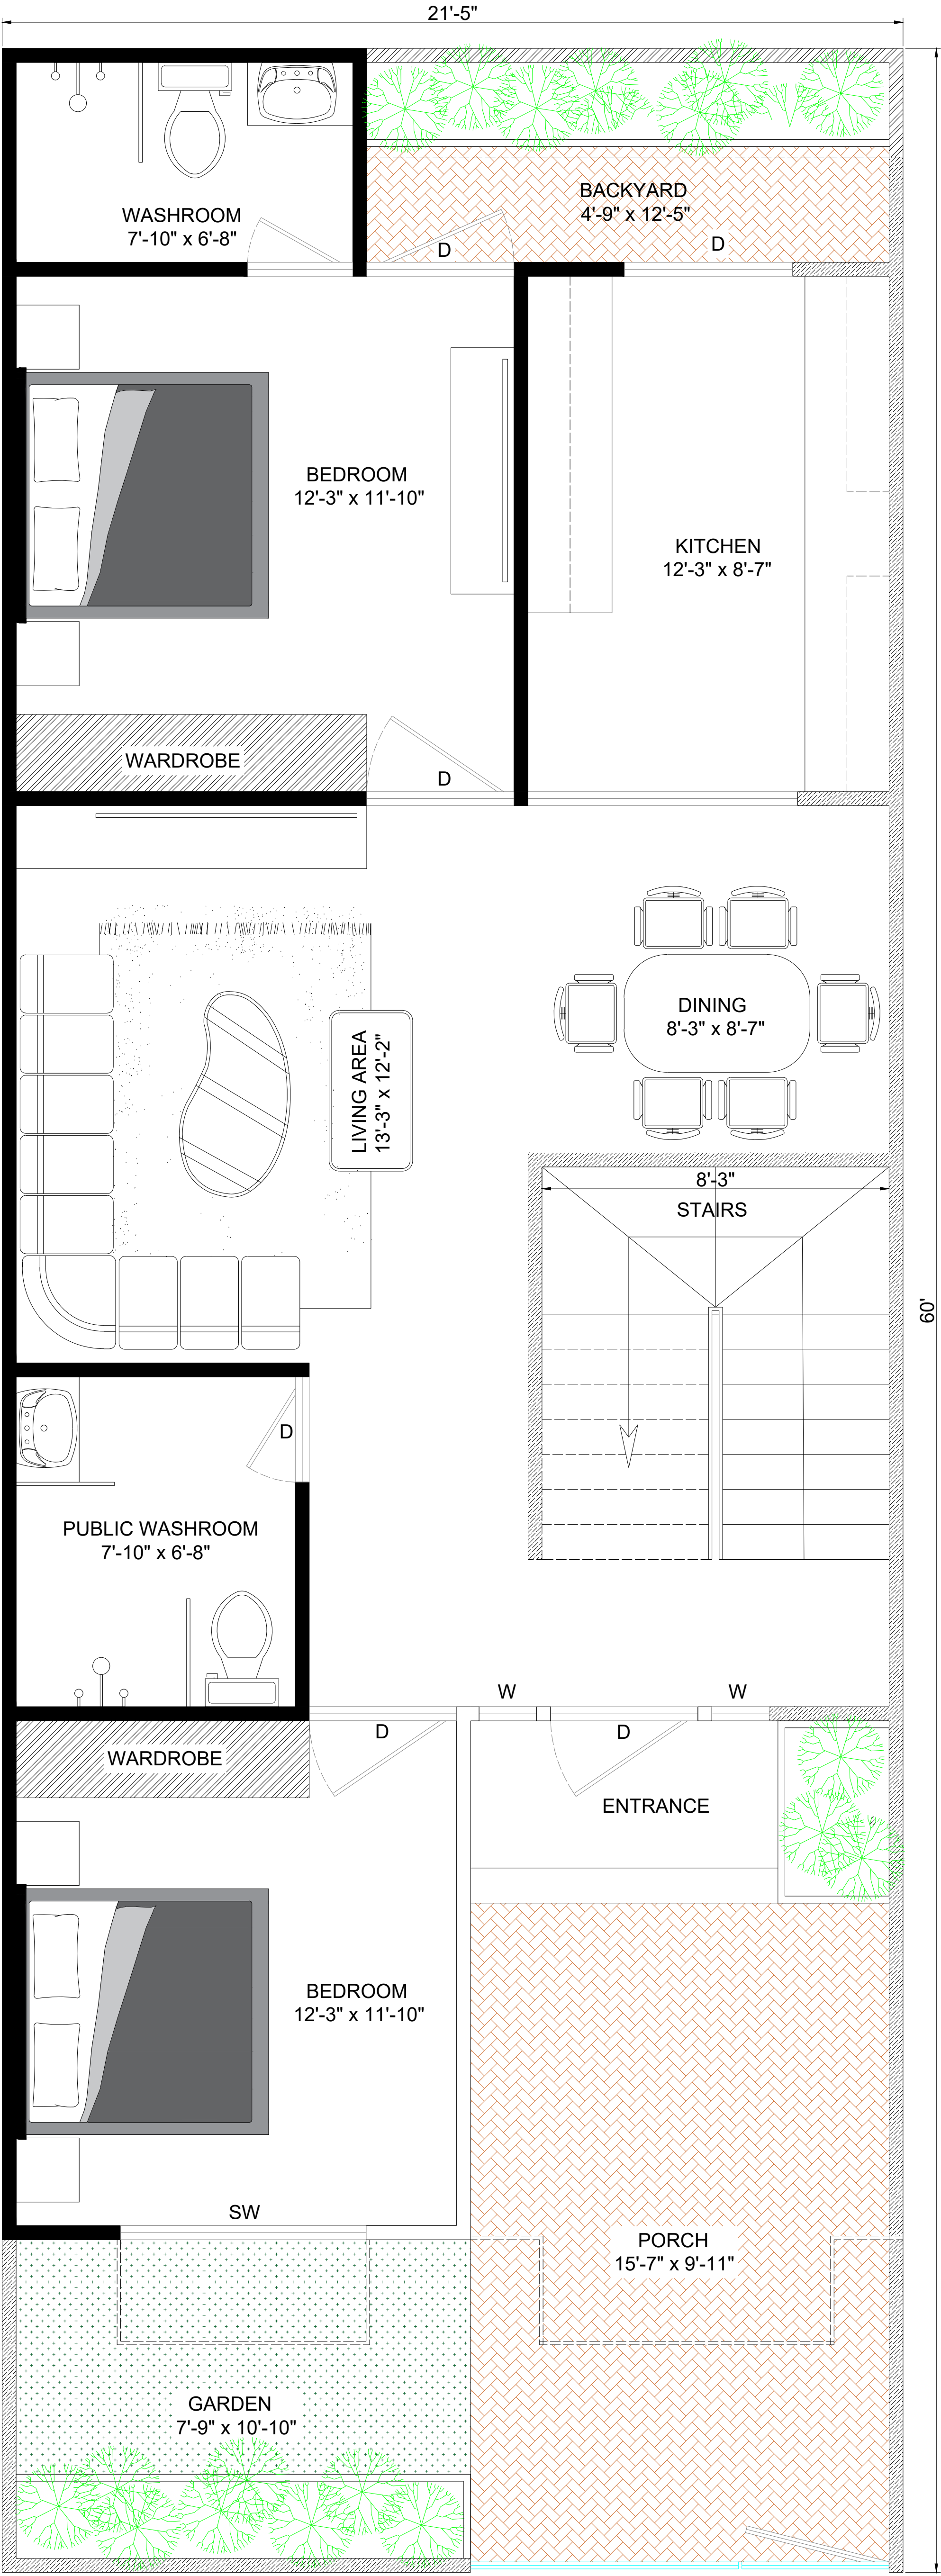 21'-5"
BACKYARD
4'-9" x 12'-5"
WASHROOM
7'-10" x 6'-8"
D
D
BEDROOM
12'-3" x 11'-10"
KITCHEN
12'-3" x 8'-7"
WARDROBE
D
DINING
8'-3" x 8'-7"
LIVING AREA
13'-3" x 12'-2"
8'-3"
STAIRS
60'
D
PUBLIC WASHROOM
7'-10" x 6'-8"
W
W
D
D
WARDROBE
ENTRANCE
BEDROOM
12'-3" x 11'-10"
SW
PORCH
15'-7" x 9'-11"
GARDEN
7'-9" x 10'-10"